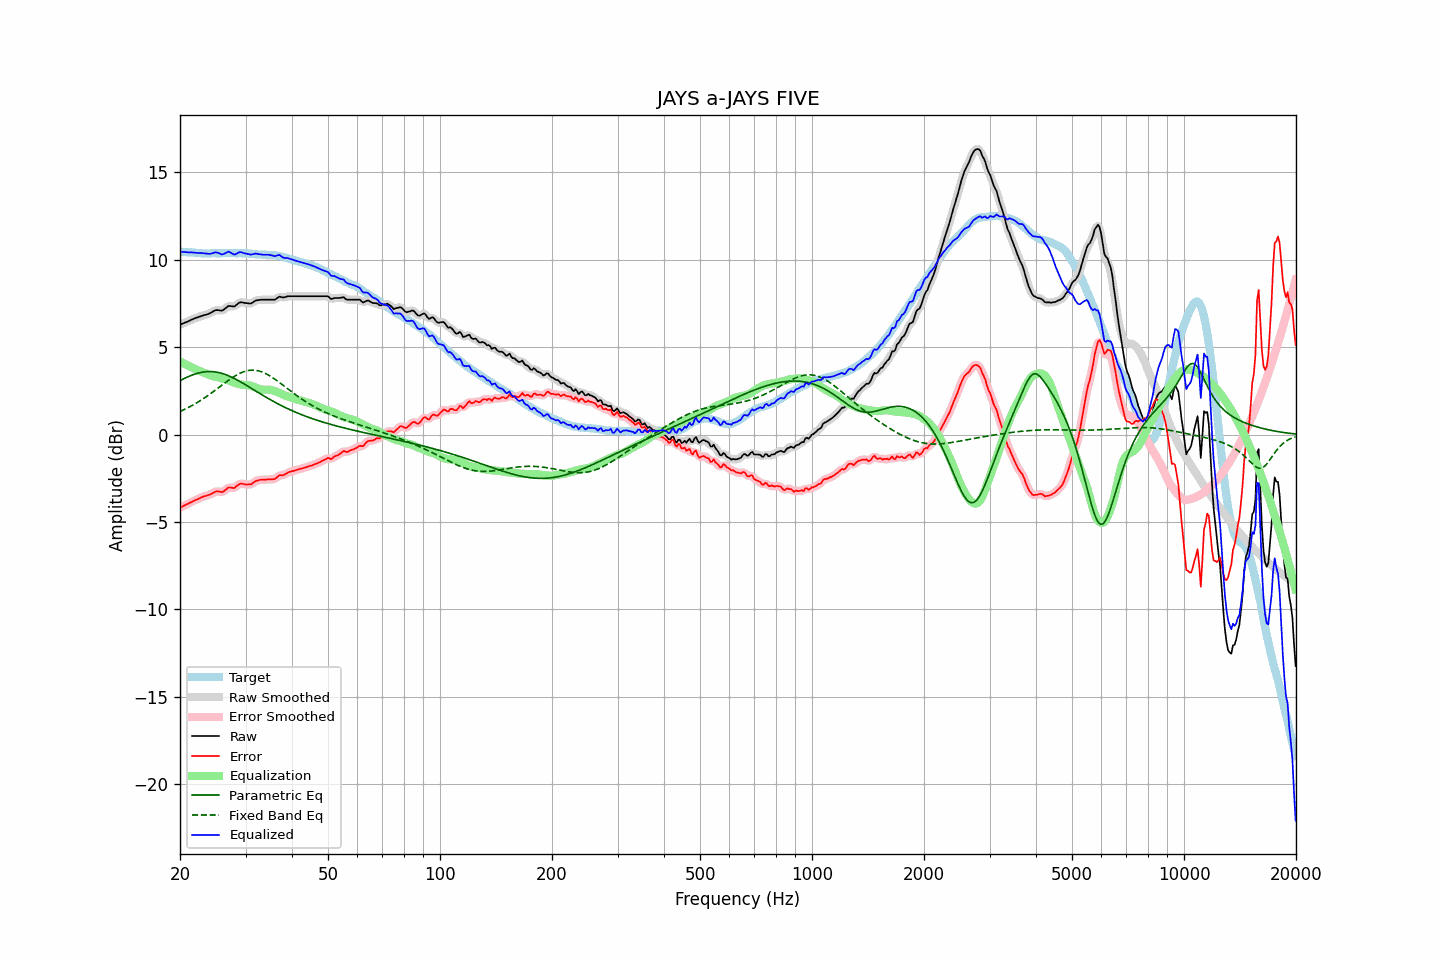 JAYS a-JAYS FIVE
15
10
5
0
−5
−10
−15
−20
Amplitude (dBr)
Target
Raw Smoothed
Error Smoothed
Raw
Error
Equalization
Parametric Eq
Fixed Band Eq
Equalized
20 50 100 200 500 1000 2000 5000 10000 20000
Frequency (Hz)